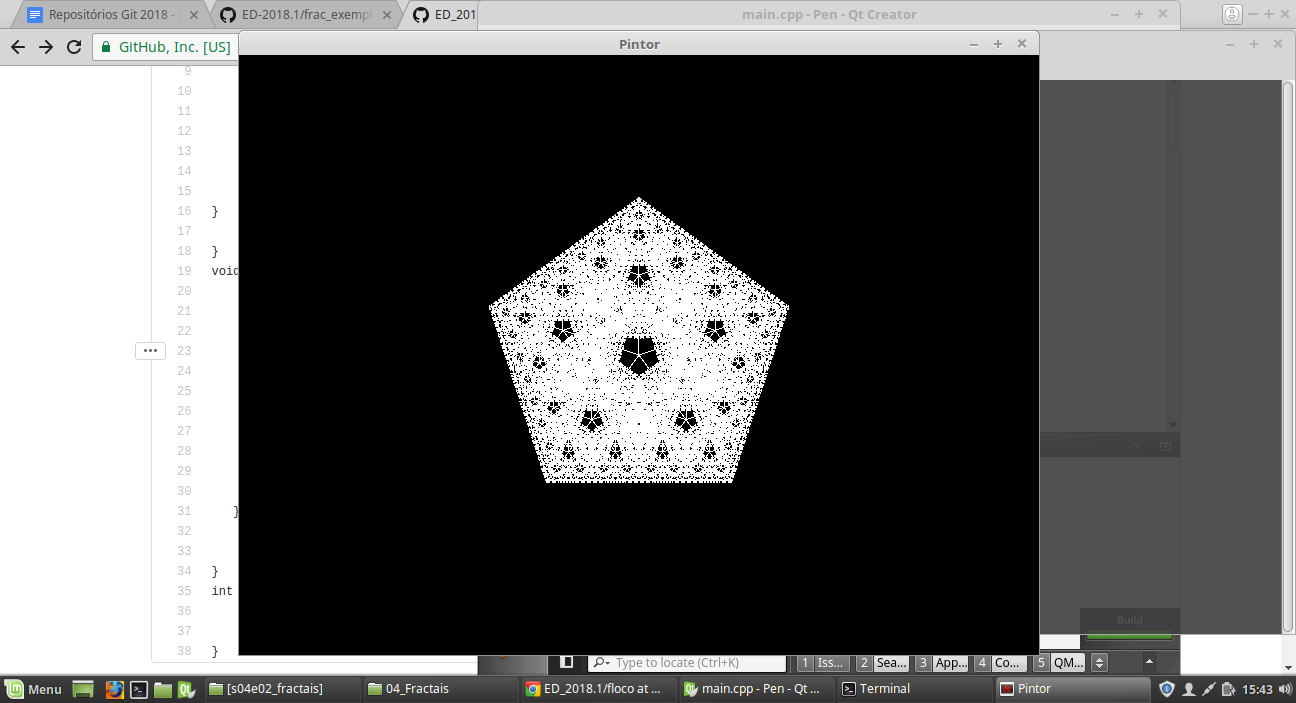 Repositórios Git 2018 -
ED-2018.1/frac_exempl
ED_201
main.cpp - Pen - Qt Creator
GitHub, Inc. [US]
Pintor
9
10
11
12
13
14
15
16 }
17
18 }
19 void
20
21
22
23
24
25
26
27
28
29
30
31 }
32
33
34 }
35 int
36
37
38 }
Build
Type to locate (Ctrl+K)
1 Iss...
2 Sea...
3 App...
4 Co...
5 QM...
Menu
[s04e02_fractais]
04_Fractais
ED_2018.1/floco at ...
main.cpp - Pen - Qt ...
Terminal
Pintor
15:43